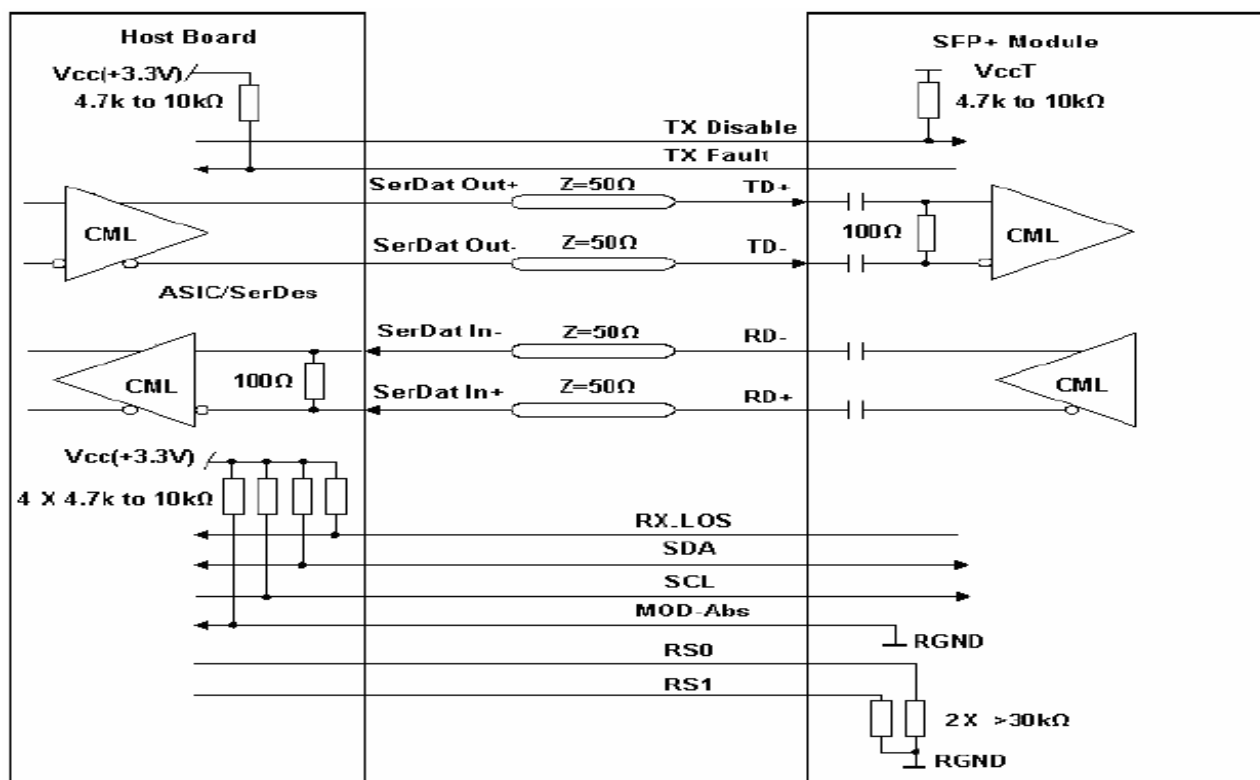 Host Board
SFP+ Module
Vcc(+3.3V)
4.7k to 10kΩ
VccT
4.7k to 10kΩ
TX Disable
TX Fault
SerDat Out+
Z=50Ω
TD+
CML
100Ω
CML
SerDat Out-
Z=50Ω
TD-
ASIC/SerDes
SerDat In-
Z=50Ω
RD-
CML
100Ω
CML
SerDat In+
Z=50Ω
RD+
Vcc(+3.3V)
4 X 4.7k to 10kΩ
RX.LOS
SDA
SCL
MOD-Abs
RGND
RS0
RS1
2X >30kΩ
RGND